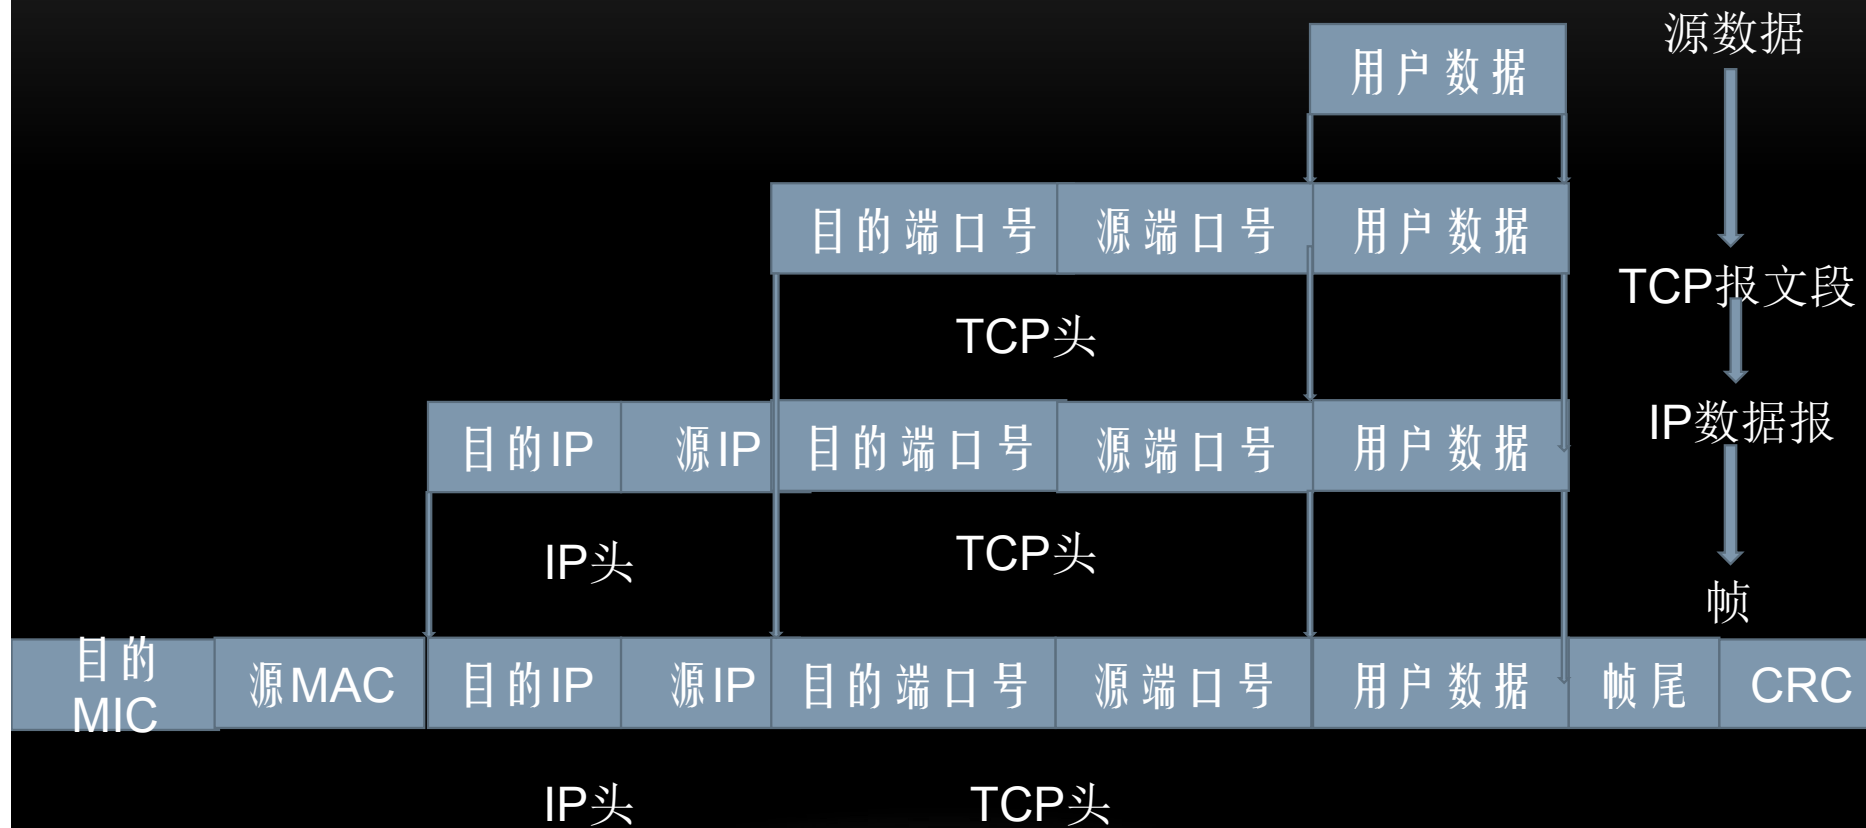 源数据
用户数据
目的端口号 源端口号 用户数据
TCP报文段
TCP头
目的IP 源IP 目的端口号 源端口号 用户数据
IP数据报
IP头 TCP头
帧
目的
MIC
源MAC 目的IP 源IP 目的端口号 源端口号 用户数据 帧尾 CRC
IP头 TCP头